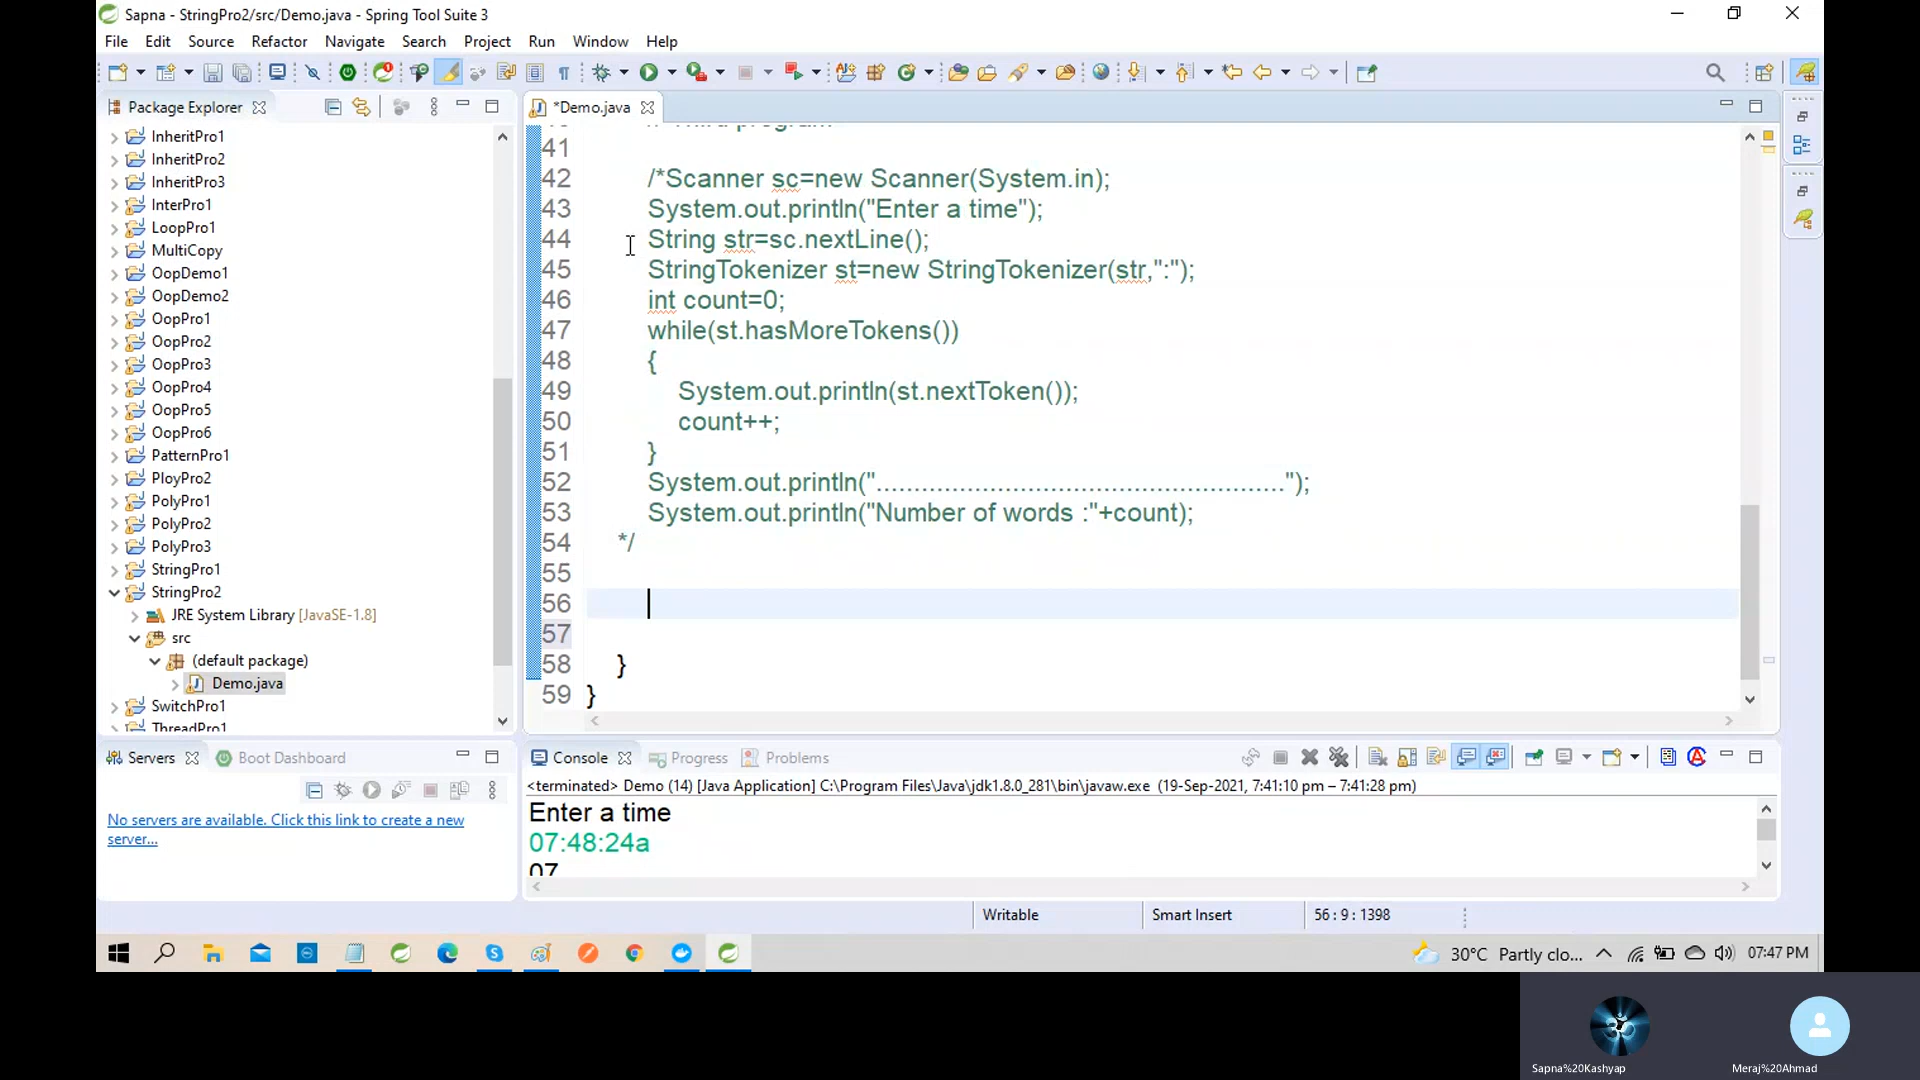 Sapna - StringPro2/src/Demo.java - Spring Tool Suite 3
File Edit Source Refactor Navigate Search Project Run Window Help
Package Explorer
*Demo.java
InheritPro1
InheritPro2
InheritPro3
InterPro1
LoopPro1
MultiCopy
OopDemo1
OopDemo2
OopPro1
OopPro2
OopPro3
OopPro4
OopPro5
OopPro6
PatternPro1
PloyPro2
PolyPro1
PolyPro2
PolyPro3
StringPro1
StringPro2
JRE System Library [JavaSE-1.8]
src
(default package)
Demo.java
SwitchPro1
ThreadPro1
41
42 /*Scanner sc=new Scanner(System.in);
43 System.out.println("Enter a time");
44 String str=sc.nextLine();
45 StringTokenizer st=new StringTokenizer(str,":");
46 int count=0;
47 while(st.hasMoreTokens())
48 {
49 System.out.println(st.nextToken());
50 count++;
51 }
52 System.out.println("......................................................");
53 System.out.println("Number of words :"+count);
54 */
55
56
57
58 }
59 }
Servers Boot Dashboard
No servers are available. Click this link to create a new
server...
Console Progress Problems
<terminated> Demo (14) [Java Application] C:\Program Files\Java\jdk1.8.0_281\bin\javaw.exe (19-Sep-2021, 7:41:10 pm – 7:41:28 pm)
Enter a time
07:48:24a
07
Writable Smart Insert 56 : 9 : 1398
30°C Partly clo... 07:47 PM
Sapna%20Kashyap Meraj%20Ahmad